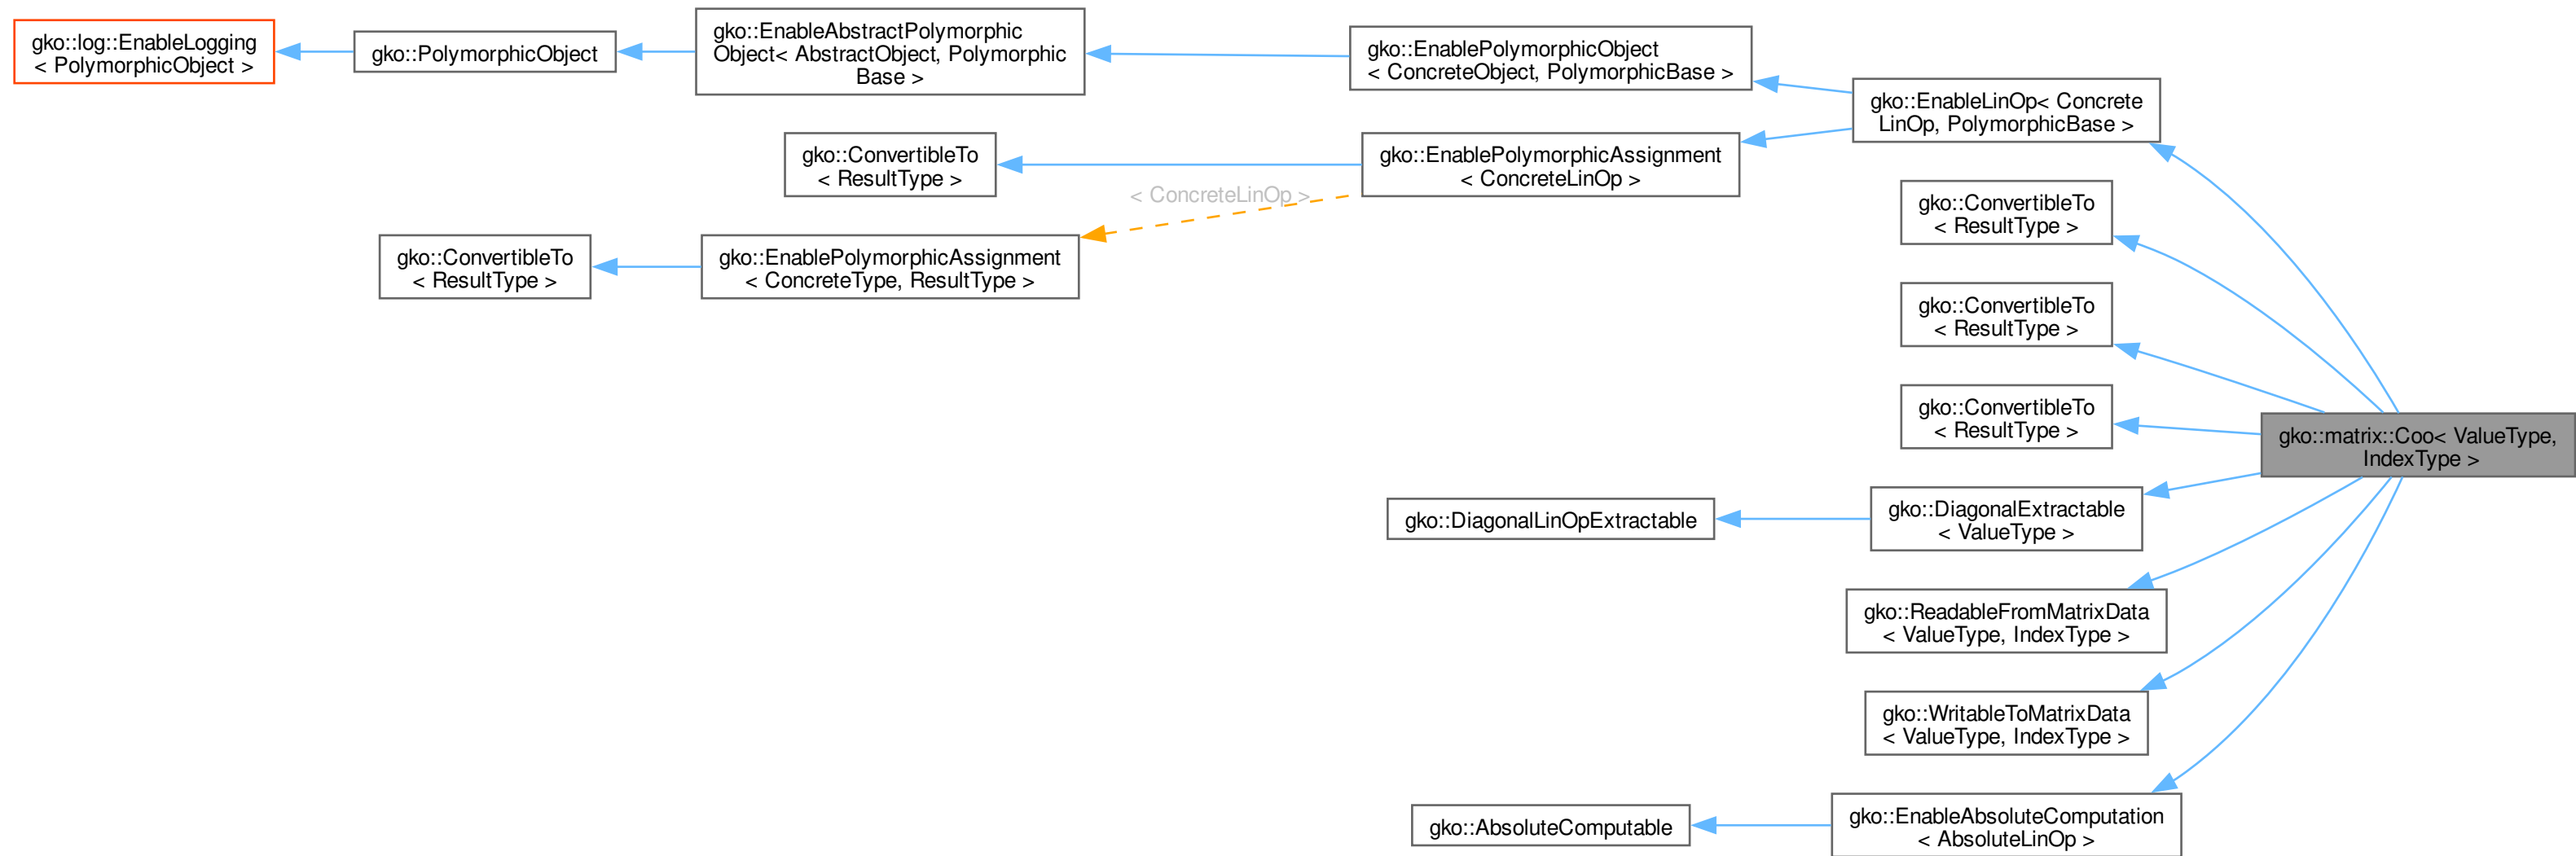 gko::log::EnableLogging
< PolymorphicObject >
gko::PolymorphicObject
gko::EnableAbstractPolymorphic
Object< AbstractObject, Polymorphic
Base >
gko::EnablePolymorphicObject
< ConcreteObject, PolymorphicBase >
gko::EnableLinOp< Concrete
LinOp, PolymorphicBase >
gko::ConvertibleTo
< ResultType >
gko::EnablePolymorphicAssignment
< ConcreteLinOp >
< ConcreteLinOp >
gko::ConvertibleTo
< ResultType >
gko::EnablePolymorphicAssignment
< ConcreteType, ResultType >
gko::ConvertibleTo
< ResultType >
gko::ConvertibleTo
< ResultType >
gko::ConvertibleTo
< ResultType >
gko::matrix::Coo< ValueType,
IndexType >
gko::DiagonalLinOpExtractable
gko::DiagonalExtractable
< ValueType >
gko::ReadableFromMatrixData
< ValueType, IndexType >
gko::WritableToMatrixData
< ValueType, IndexType >
gko::AbsoluteComputable
gko::EnableAbsoluteComputation
< AbsoluteLinOp >